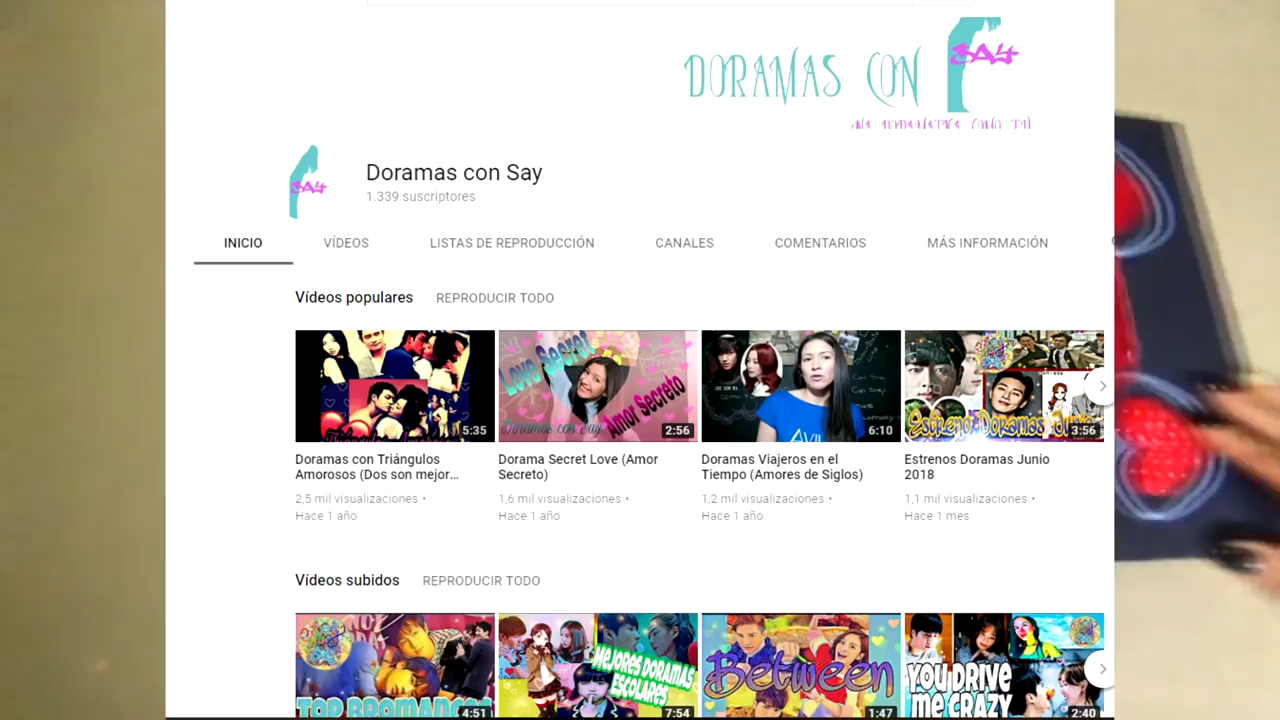 DORAMAS CON SAY
SAY
Doramas con Say
1.339 suscriptores
INICIO
VÍDEOS
LISTAS DE REPRODUCCIÓN
CANALES
COMENTARIOS
MÁS INFORMACIÓN
Vídeos populares
REPRODUCIR TODO
5:35
Love Secret
Amor Secreto
Doramas con Say
2:56
6:10
Estreno Doramas Junio
3:56
Doramas con Triángulos
Amorosos (Dos son mejor...
2,5 mil visualizaciones •
Hace 1 año
Dorama Secret Love (Amor
Secreto)
1,6 mil visualizaciones •
Hace 1 año
Doramas Viajeros en el
Tiempo (Amores de Siglos)
1,2 mil visualizaciones •
Hace 1 año
Estrenos Doramas Junio
2018
1,1 mil visualizaciones •
Hace 1 mes
Vídeos subidos
REPRODUCIR TODO
4:51
MEJORES DORAMAS
ESCOLARES
7:54
Between
1:47
YOU DRIVE
ME CRAZY
2:40